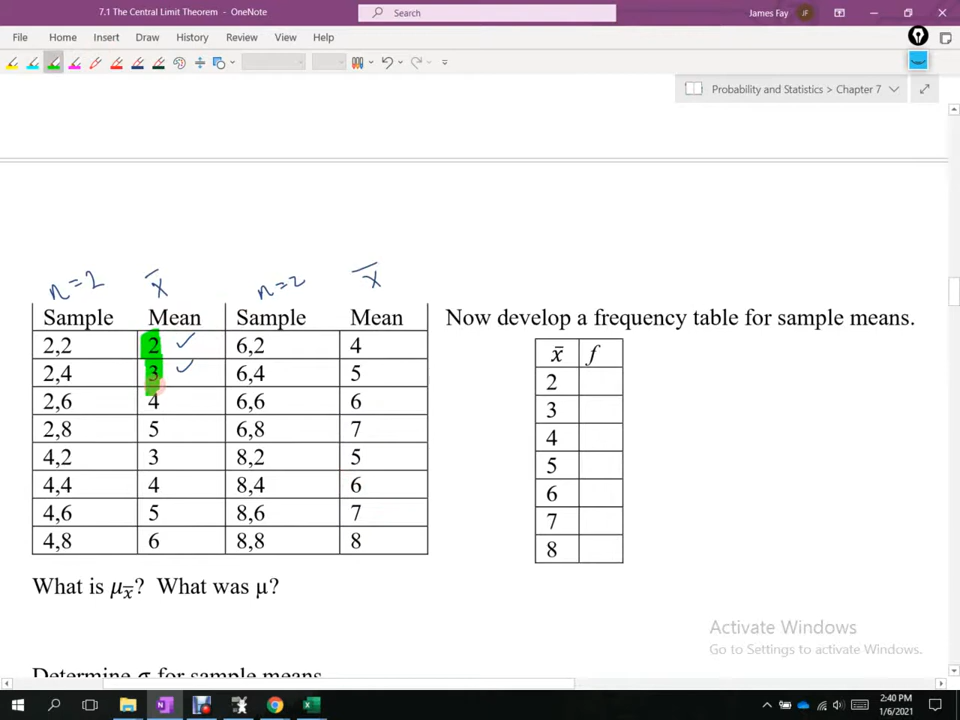 7.1 The Central Limit Theorem - OneNote
Search
James Fay JF
File Home Insert Draw History Review View Help
Probability and Statistics > Chapter 7
n=2 x̅ n=2 x̅
Sample Mean Sample Mean
2,2 2 ✓ 6,2 4
2,4 3 ✓ 6,4 5
2,6 4 6,6 6
2,8 5 6,8 7
4,2 3 8,2 5
4,4 4 8,4 6
4,6 5 8,6 7
4,8 6 8,8 8
Now develop a frequency table for sample means.
x̅ f
2
3
4
5
6
7
8
What is μx̅? What was μ?
Determine σ for sample means
Activate Windows
Go to Settings to activate Windows.
2:40 PM
1/6/2021